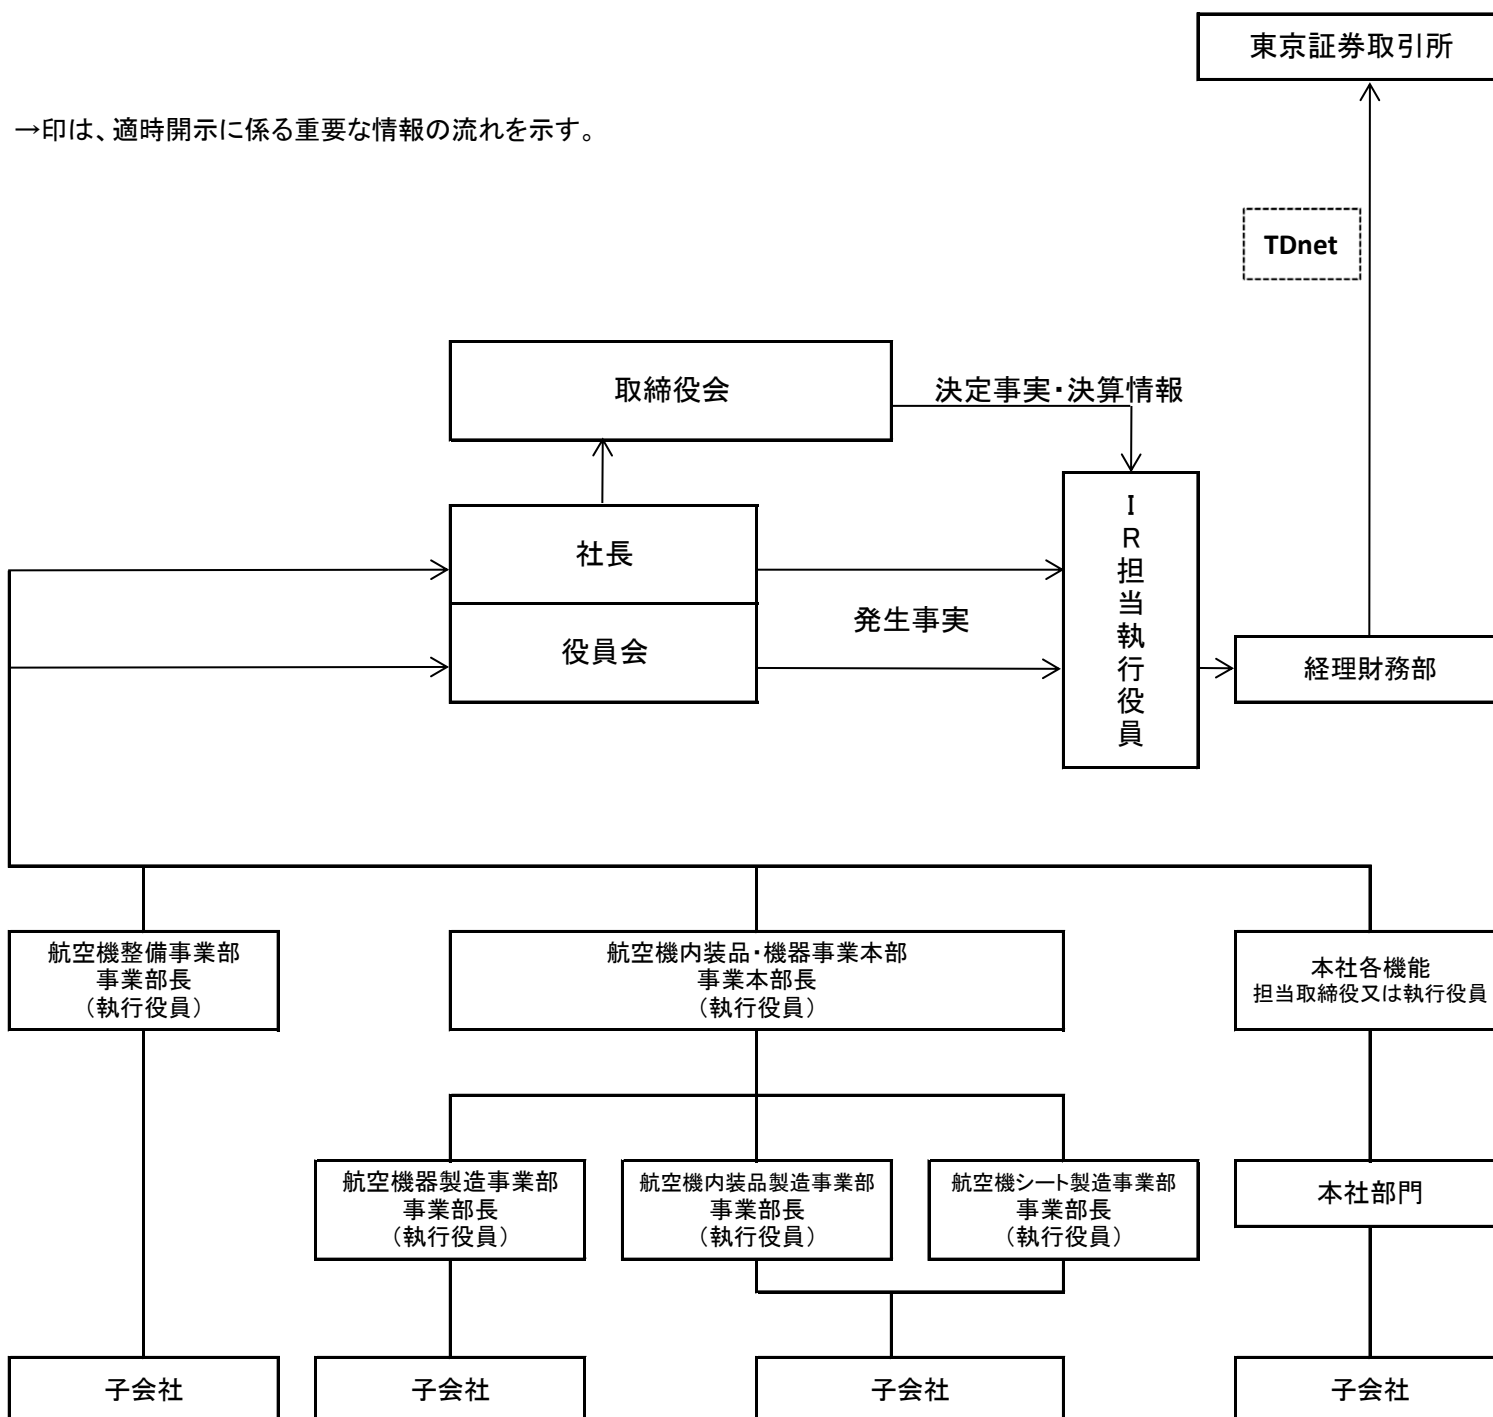 東京証券取引所
→印は、適時開示に係る重要な情報の流れを示す。
TDnet
取締役会
決定事実・決算情報
社長
役員会
発生事実
IR担当執行役員
経理財務部
航空機整備事業部
事業部長
(執行役員)
航空機内装品・機器事業本部
事業本部長
(執行役員)
本社各機能
担当取締役又は執行役員
航空機器製造事業部
事業部長
(執行役員)
航空機内装品製造事業部
事業部長
(執行役員)
航空機シート製造事業部
事業部長
(執行役員)
本社部門
子会社
子会社
子会社
子会社